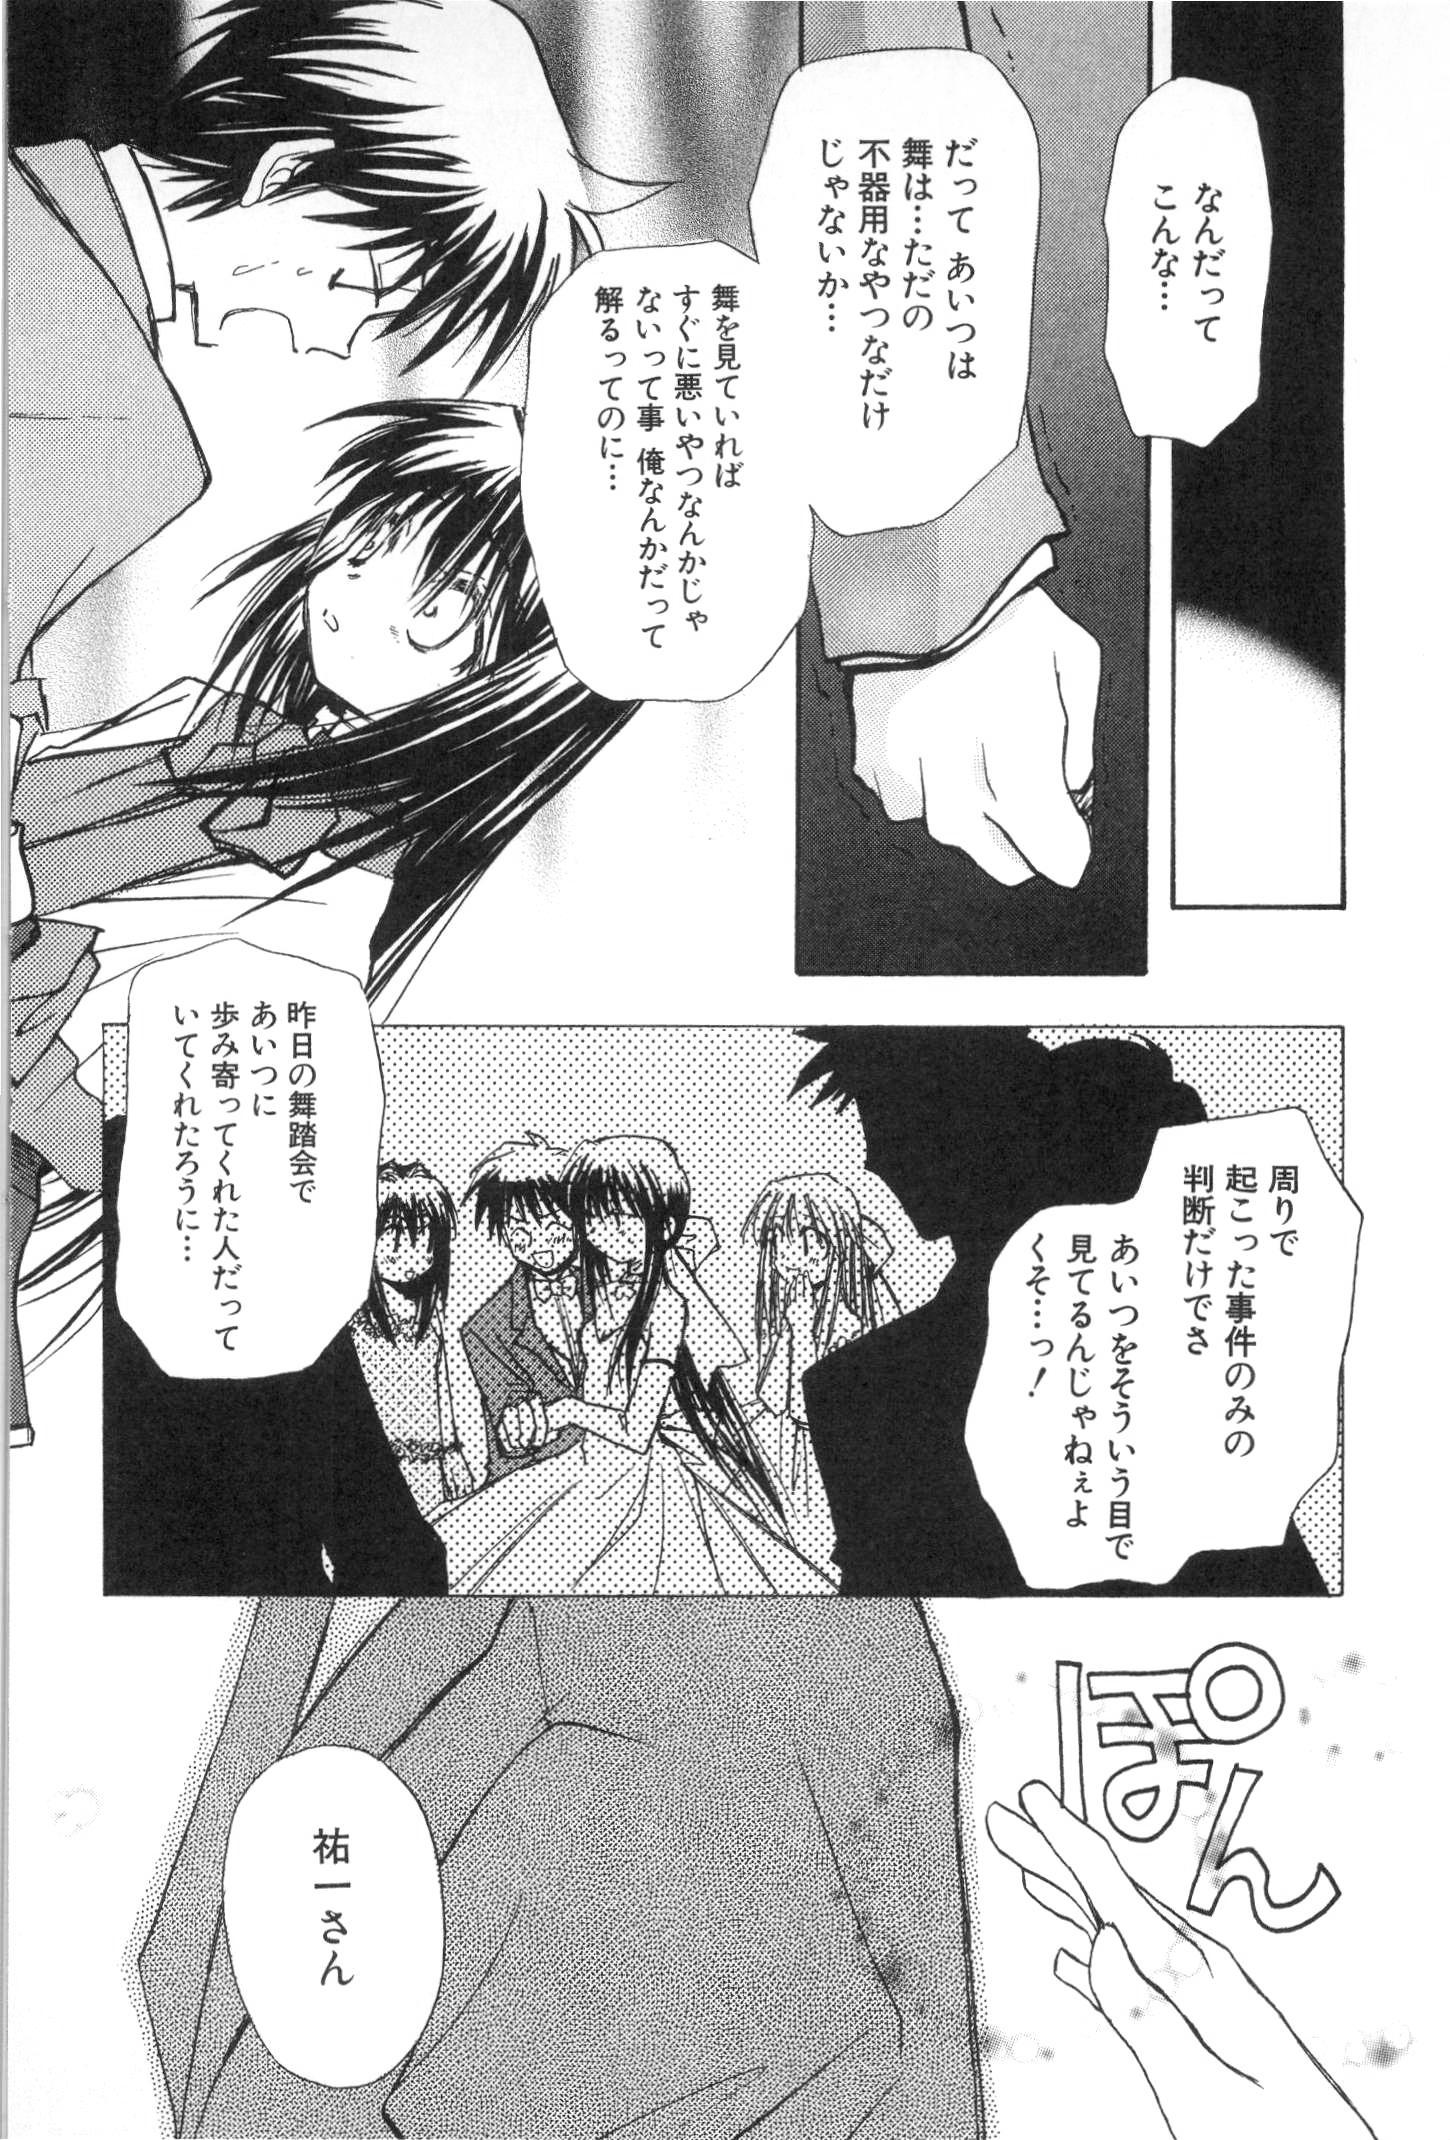 なんだって
こんな…
だって あいつは
舞は…ただの
不器用なやつなだけ
じゃないか…
舞を見ていれば
すぐに悪いやつなんかじゃ
ないって事 俺なんかだって
解るってのに…
周りで
起こった事件のみの
判断だけでさ
あいつをそういう目で
見てるんじゃねぇよ
くそ…っ！
昨日の舞踏会で
あいつに
歩み寄ってくれた人だって
いてくれたろうに…
ぽん
祐一さん